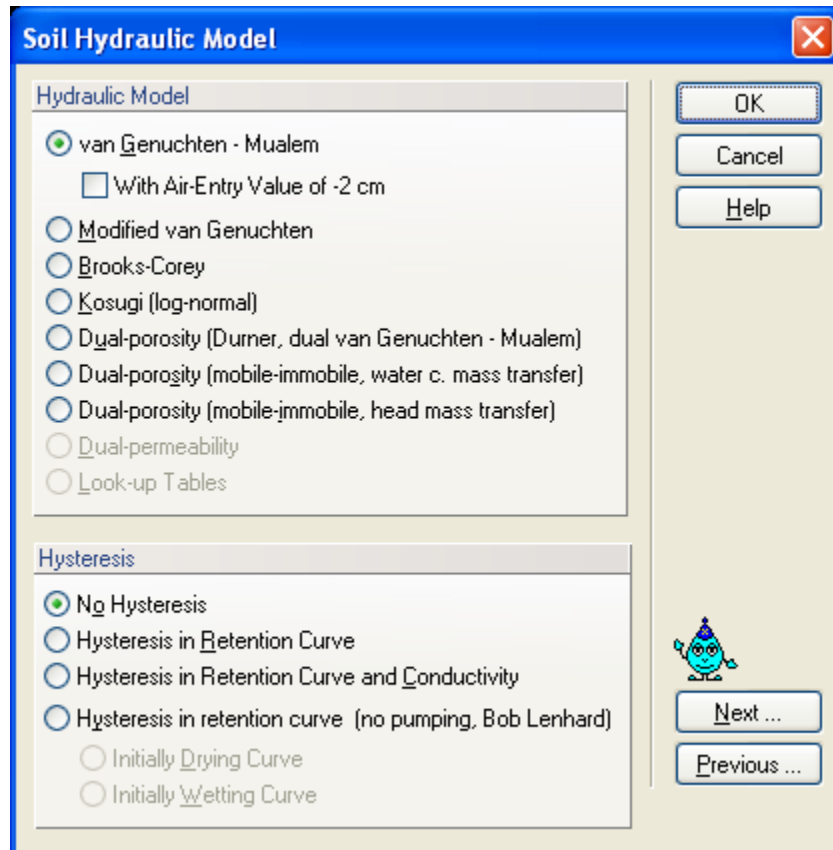 Soil Hydraulic Model
Hydraulic Model
van Genuchten - Mualem
With Air-Entry Value of -2 cm
Modified van Genuchten
Brooks-Corey
Kosugi (log-normal)
Dual-porosity (Durner, dual van Genuchten - Mualem)
Dual-porosity (mobile-immobile, water c. mass transfer)
Dual-porosity (mobile-immobile, head mass transfer)
Dual-permeability
Look-up Tables
Hysteresis
No Hysteresis
Hysteresis in Retention Curve
Hysteresis in Retention Curve and Conductivity
Hysteresis in retention curve (no pumping, Bob Lenhard)
Initially Drying Curve
Initially Wetting Curve
OK
Cancel
Help
Next ...
Previous ...